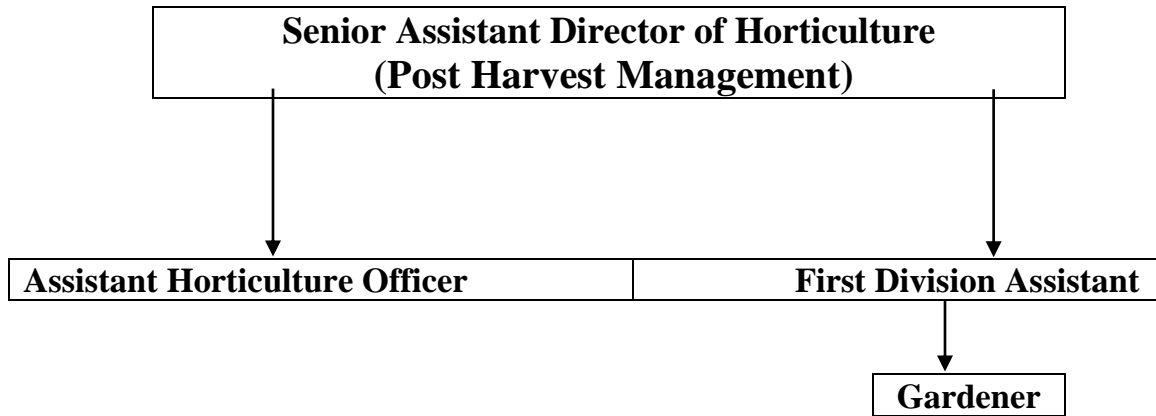 Senior Assistant Director of Horticulture
(Post Harvest Management)
Assistant Horticulture Officer
First Division Assistant
Gardener